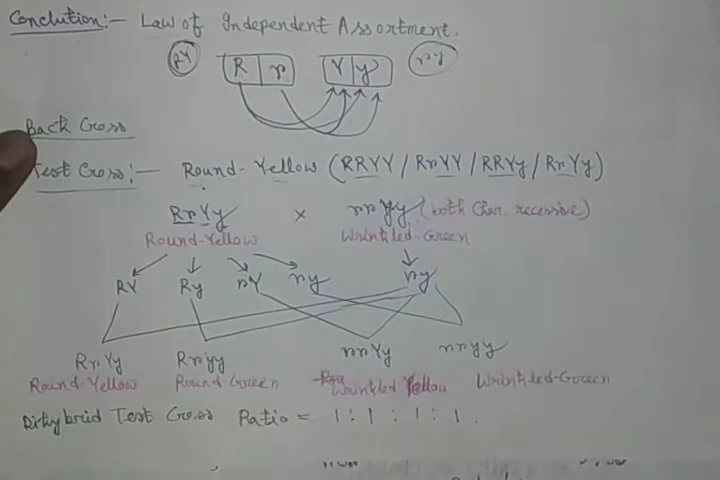 Conclution:- Law of Independent Assortment.
RY R r Y y ry
Back Cross
Test Cross:- Round-Yellow (RRYY / RrYY / RRYy / RrYy)
RrYy × rryy (both Char. recessive)
Round-Yellow Wrinkled-Green
RY Ry rY ry ry
RrYy Rryy rrYy rryy
Round-Yellow Round-Green Wrinkled Yellow Wrinkled-Green
Dihybrid Test Cross Ratio = 1 : 1 : 1 : 1 .